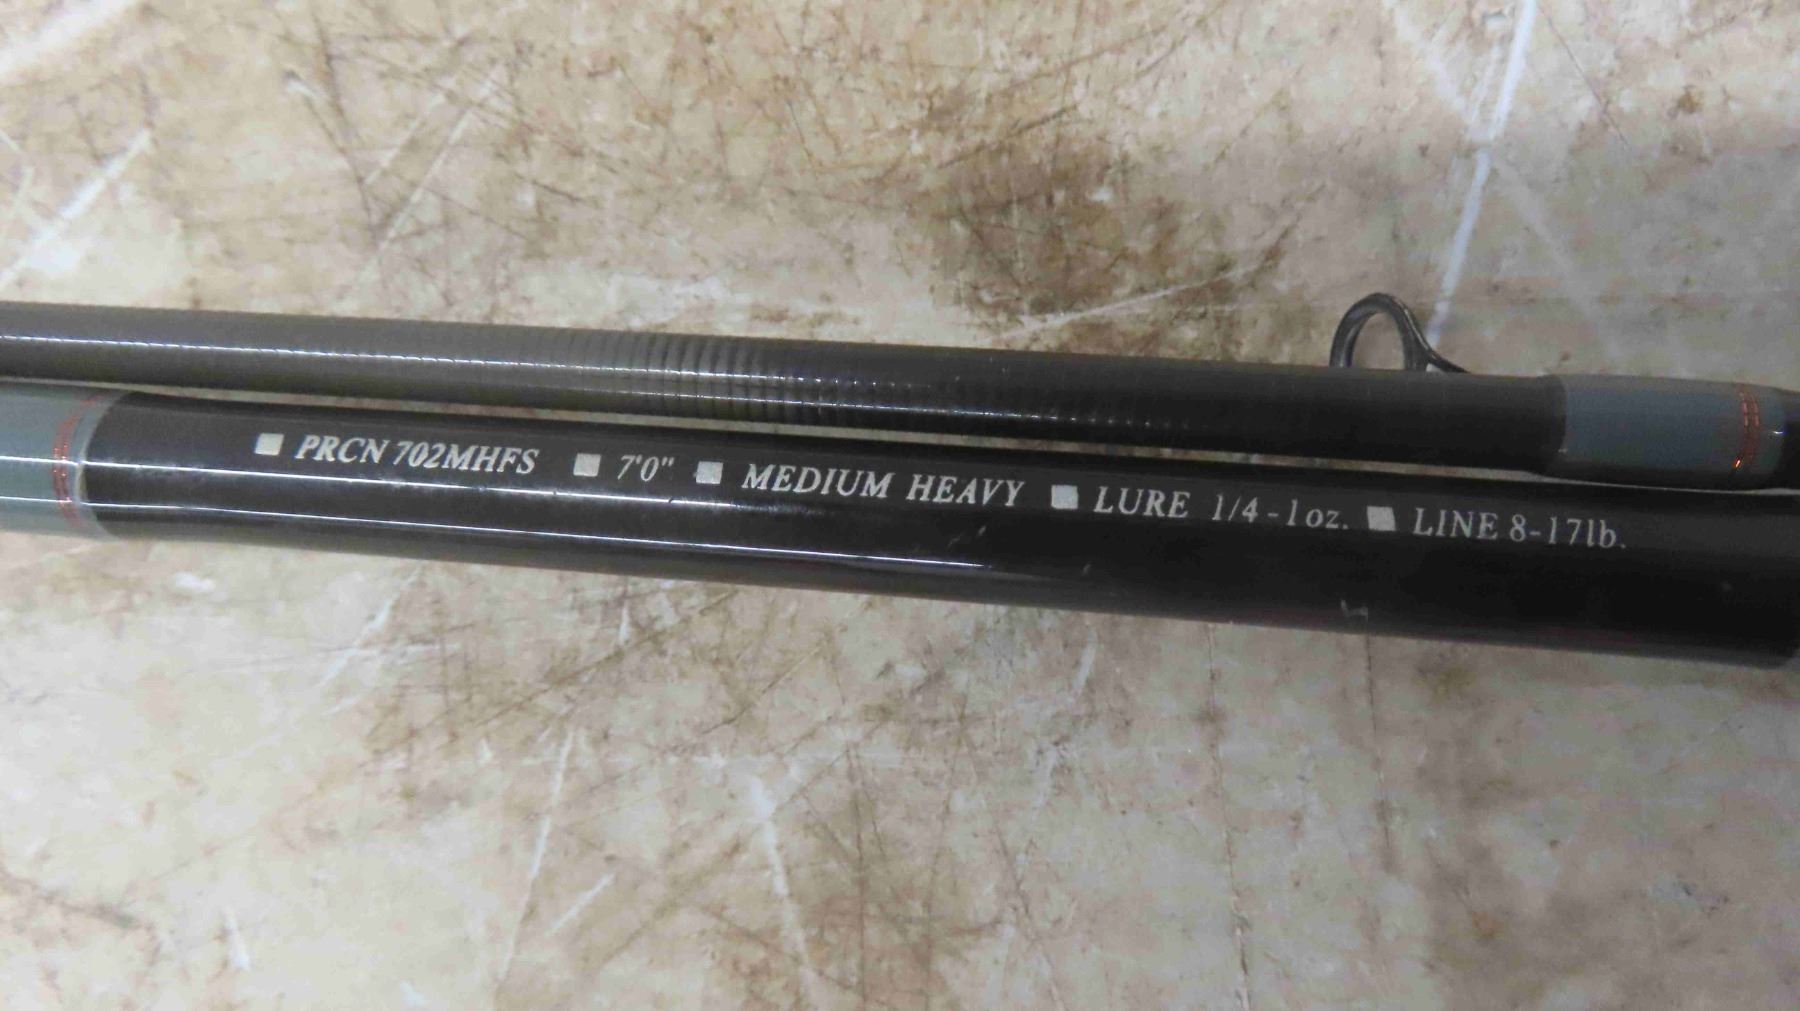 ■ PRCN 702MHFS ■ 7'0" ■ MEDIUM HEAVY ■ LURE 1/4-1oz. ■ LINE 8-17lb.